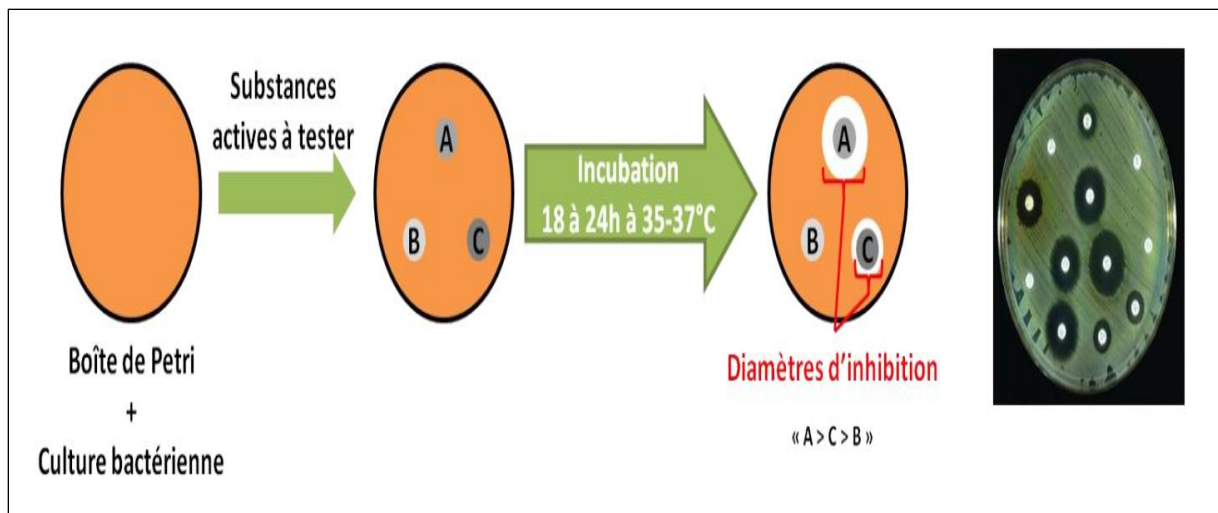 Substances
actives à tester
A
B
C
Incubation
18 à 24h à 35-37°C
A
B
C
Boîte de Petri
+
Culture bactérienne
Diamètres d'inhibition
« A > C > B »